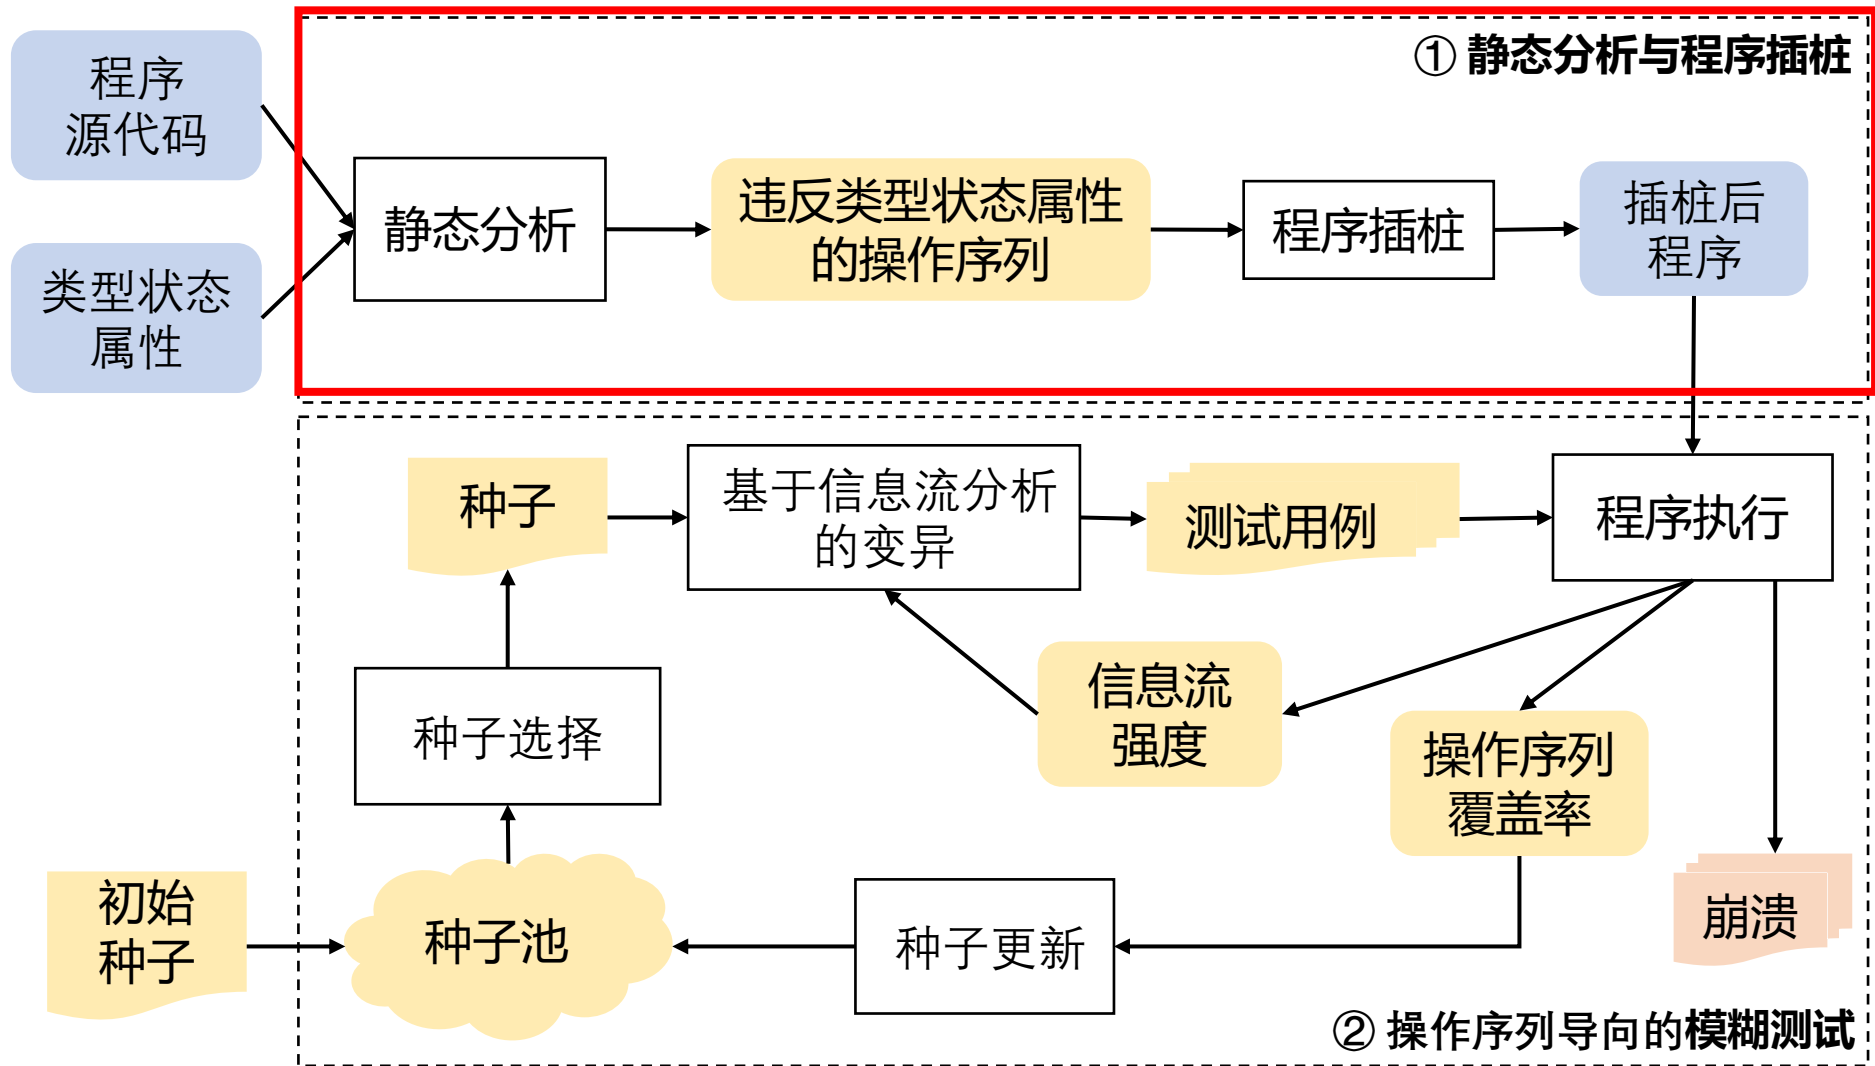 ① 静态分析与程序插桩
程序
源代码
类型状态
属性
静态分析
违反类型状态属性
的操作序列
程序插桩
插桩后
程序
种子
基于信息流分析
的变异
测试用例
程序执行
信息流
强度
种子选择
操作序列
覆盖率
初始
种子
种子池
种子更新
崩溃
② 操作序列导向的模糊测试